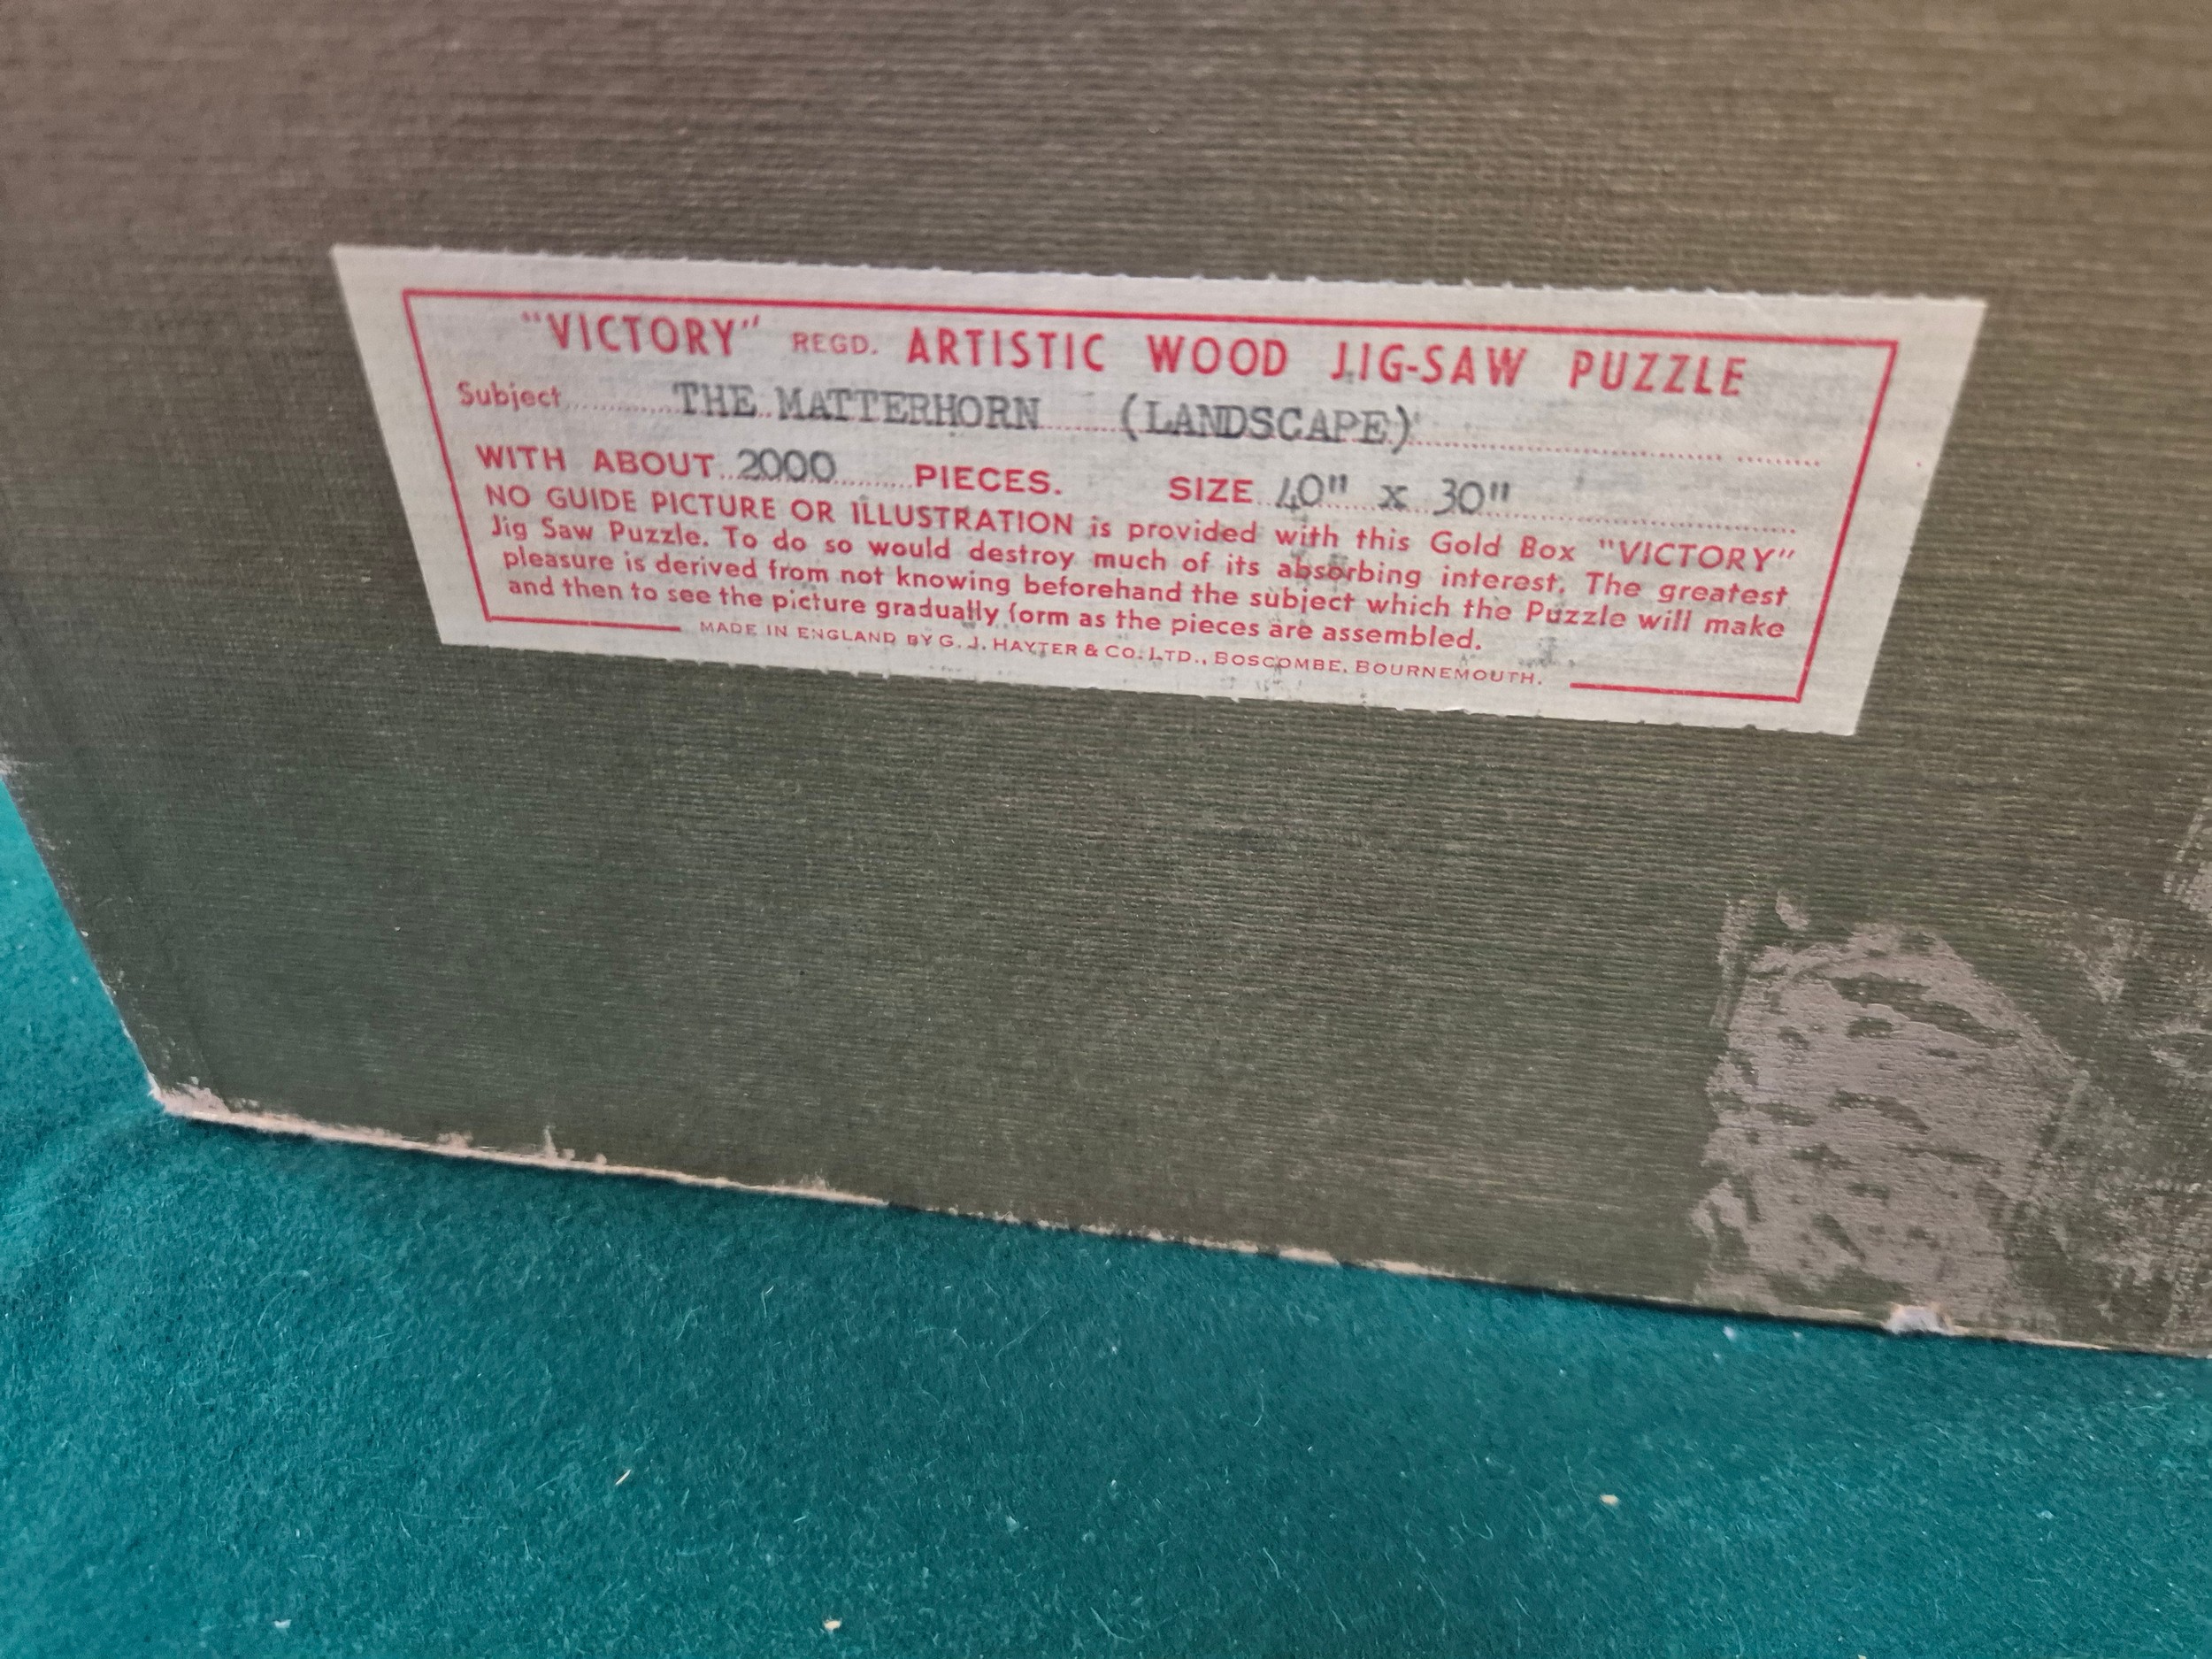 "VICTORY" REGD. ARTISTIC WOOD JIG-SAW PUZZLE
Subject THE MATTERHORN (LANDSCAPE)
WITH ABOUT 2000 PIECES. SIZE 40" x 30"
NO GUIDE PICTURE OR ILLUSTRATION is provided with this Gold Box "VICTORY"
Jig Saw Puzzle. To do so would destroy much of its absorbing interest. The greatest
pleasure is derived from not knowing beforehand the subject which the Puzzle will make
and then to see the picture gradually form as the pieces are assembled.
MADE IN ENGLAND BY G. J. HAYTER & CO. LTD., BOSCOMBE, BOURNEMOUTH.